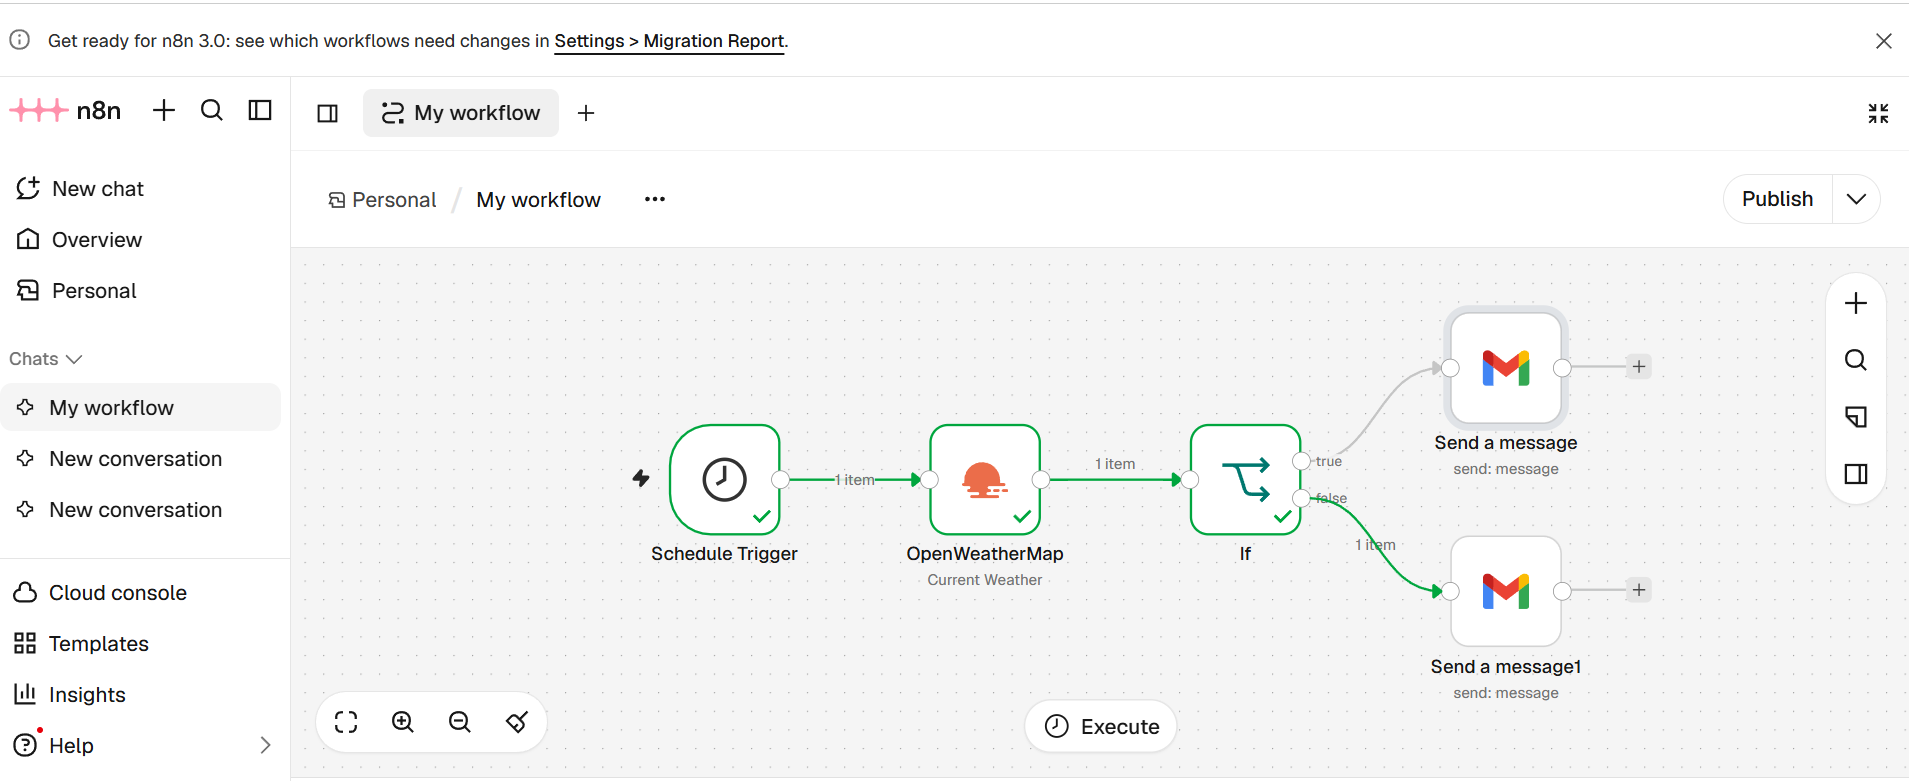 Get ready for n8n 3.0: see which workflows need changes in Settings > Migration Report.
n8n
My workflow
New chat
Overview
Personal
Chats
My workflow
New conversation
New conversation
Cloud console
Templates
Insights
Help
Personal / My workflow
Publish
Schedule Trigger
1 item
OpenWeatherMap
Current Weather
1 item
If
true
false
1 item
Send a message
send: message
Send a message1
send: message
Execute